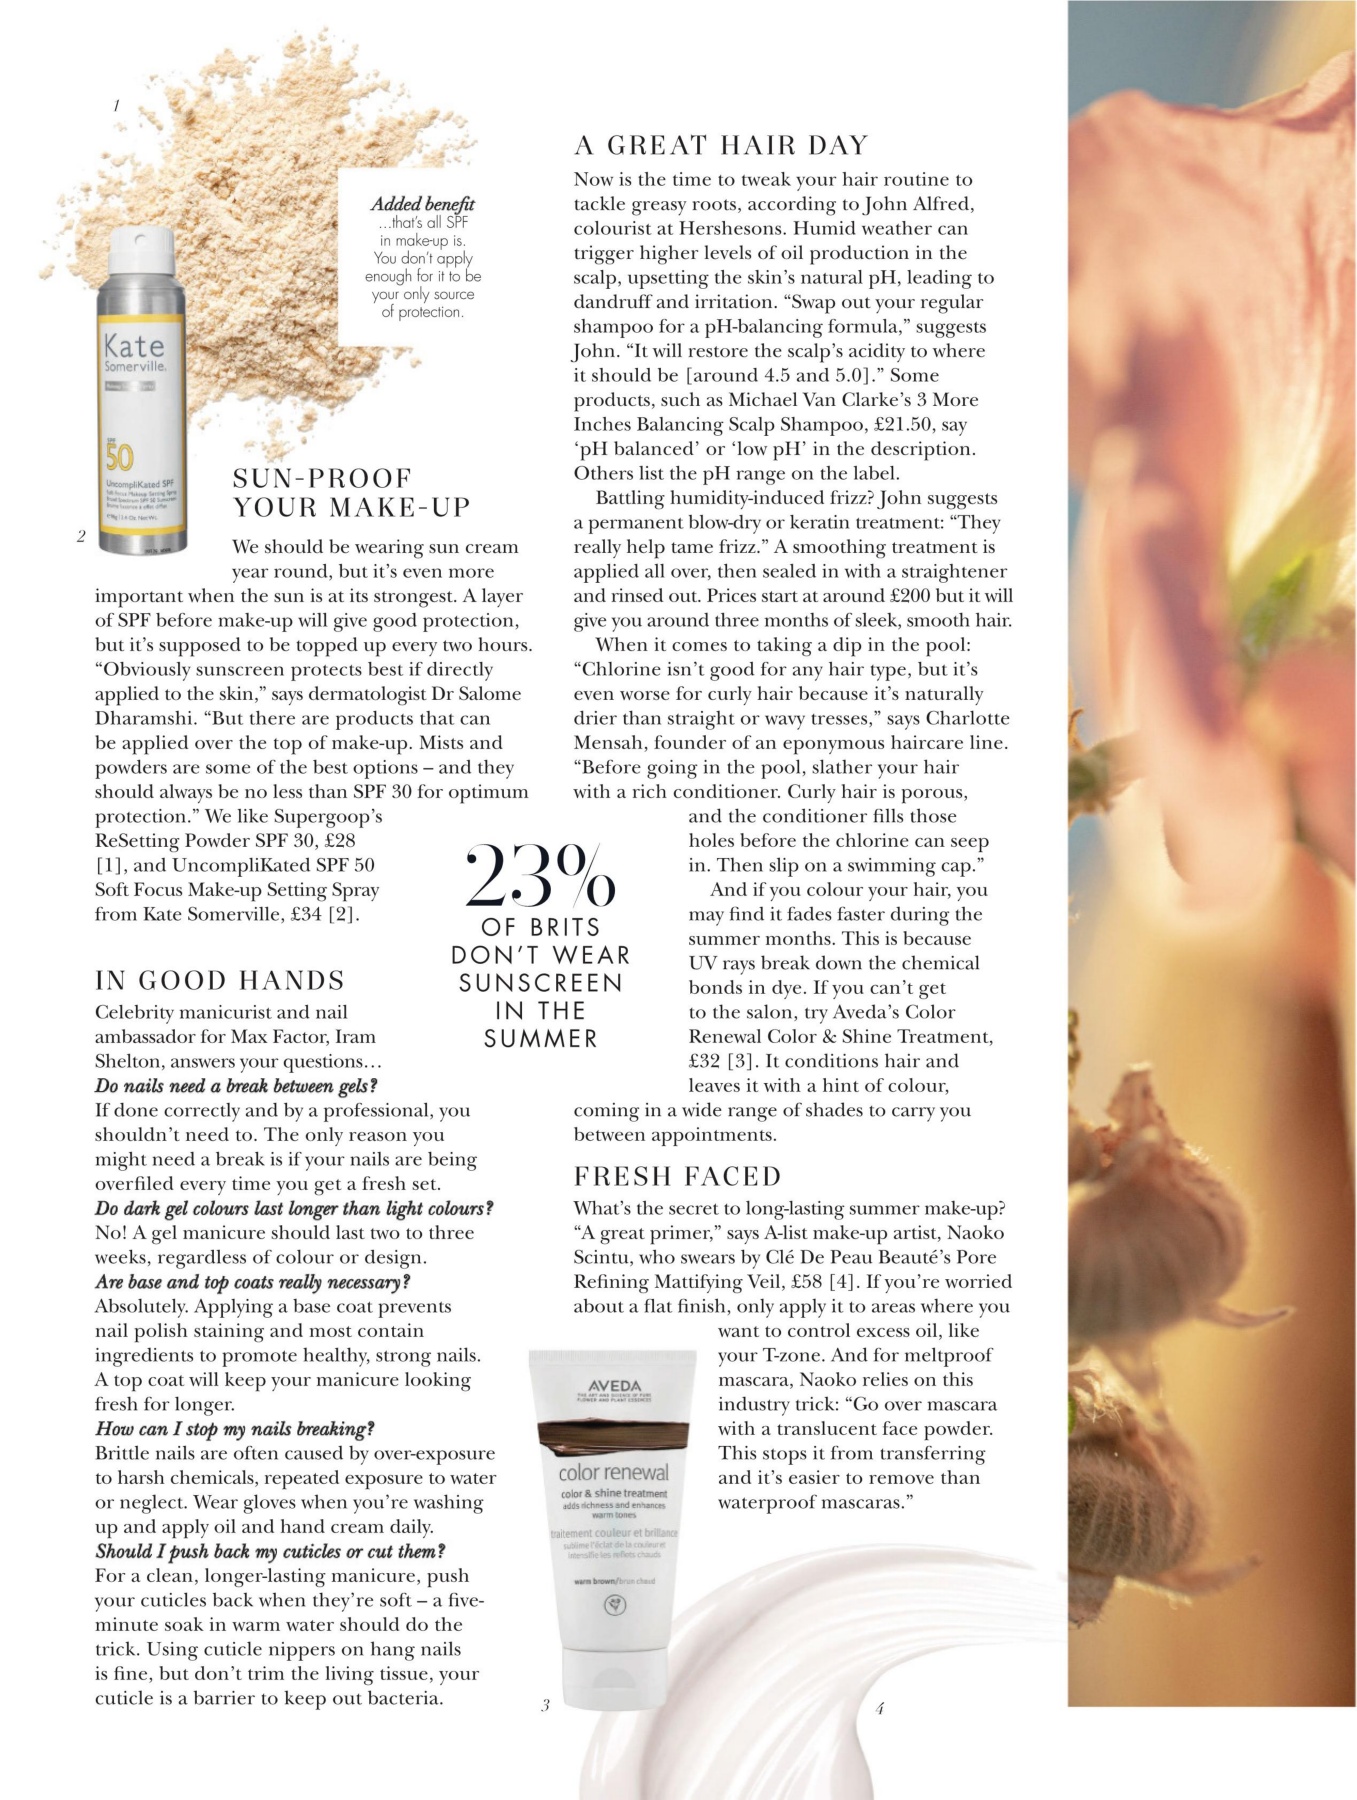 1
Added benefit
...that's all SPF
in make-up is.
You don't apply
enough for it to be
your only source
of protection.
Kate
Somerville.
SPF
50
UncompliKated SPF
Soft Focus Makeup Setting Spray
2
SUN-PROOF
YOUR MAKE-UP
We should be wearing sun cream
year round, but it's even more
important when the sun is at its strongest. A layer
of SPF before make-up will give good protection,
but it's supposed to be topped up every two hours.
“Obviously sunscreen protects best if directly
applied to the skin,” says dermatologist Dr Salome
Dharamshi. “But there are products that can
be applied over the top of make-up. Mists and
powders are some of the best options – and they
should always be no less than SPF 30 for optimum
protection.” We like Supergoop's
ReSetting Powder SPF 30, £28
[1], and UncompliKated SPF 50
Soft Focus Make-up Setting Spray
from Kate Somerville, £34 [2].
IN GOOD HANDS
Celebrity manicurist and nail
ambassador for Max Factor, Iram
Shelton, answers your questions…
Do nails need a break between gels?
If done correctly and by a professional, you
shouldn't need to. The only reason you
might need a break is if your nails are being
overfiled every time you get a fresh set.
Do dark gel colours last longer than light colours?
No! A gel manicure should last two to three
weeks, regardless of colour or design.
Are base and top coats really necessary?
Absolutely. Applying a base coat prevents
nail polish staining and most contain
ingredients to promote healthy, strong nails.
A top coat will keep your manicure looking
fresh for longer.
How can I stop my nails breaking?
Brittle nails are often caused by over-exposure
to harsh chemicals, repeated exposure to water
or neglect. Wear gloves when you're washing
up and apply oil and hand cream daily.
Should I push back my cuticles or cut them?
For a clean, longer-lasting manicure, push
your cuticles back when they're soft – a five-
minute soak in warm water should do the
trick. Using cuticle nippers on hang nails
is fine, but don't trim the living tissue, your
cuticle is a barrier to keep out bacteria.
23%
OF BRITS
DON'T WEAR
SUNSCREEN
IN THE
SUMMER
A GREAT HAIR DAY
Now is the time to tweak your hair routine to
tackle greasy roots, according to John Alfred,
colourist at Hershesons. Humid weather can
trigger higher levels of oil production in the
scalp, upsetting the skin's natural pH, leading to
dandruff and irritation. “Swap out your regular
shampoo for a pH-balancing formula,” suggests
John. “It will restore the scalp's acidity to where
it should be [around 4.5 and 5.0].” Some
products, such as Michael Van Clarke's 3 More
Inches Balancing Scalp Shampoo, £21.50, say
‘pH balanced’ or ‘low pH’ in the description.
Others list the pH range on the label.
Battling humidity-induced frizz? John suggests
a permanent blow-dry or keratin treatment: “They
really help tame frizz.” A smoothing treatment is
applied all over, then sealed in with a straightener
and rinsed out. Prices start at around £200 but it will
give you around three months of sleek, smooth hair.
When it comes to taking a dip in the pool:
“Chlorine isn't good for any hair type, but it's
even worse for curly hair because it's naturally
drier than straight or wavy tresses,” says Charlotte
Mensah, founder of an eponymous haircare line.
“Before going in the pool, slather your hair
with a rich conditioner. Curly hair is porous,
and the conditioner fills those
holes before the chlorine can seep
in. Then slip on a swimming cap.”
And if you colour your hair, you
may find it fades faster during the
summer months. This is because
UV rays break down the chemical
bonds in dye. If you can't get
to the salon, try Aveda's Color
Renewal Color & Shine Treatment,
£32 [3]. It conditions hair and
leaves it with a hint of colour,
coming in a wide range of shades to carry you
between appointments.
FRESH FACED
What's the secret to long-lasting summer make-up?
“A great primer,” says A-list make-up artist, Naoko
Scintu, who swears by Clé De Peau Beauté's Pore
Refining Mattifying Veil, £58 [4]. If you're worried
about a flat finish, only apply it to areas where you
want to control excess oil, like
your T-zone. And for meltproof
mascara, Naoko relies on this
industry trick: “Go over mascara
with a translucent face powder.
This stops it from transferring
and it's easier to remove than
waterproof mascaras.”
AVEDA
THE ART AND SCIENCE OF PURE
FLOWER AND PLANT ESSENCES
color renewal
color & shine treatment
adds richness and enhances
warm tones
traitement couleur et brillance
sublime l'éclat de la couleur et
intensifie les reflets chauds
warm brown/brun chaud
3
4